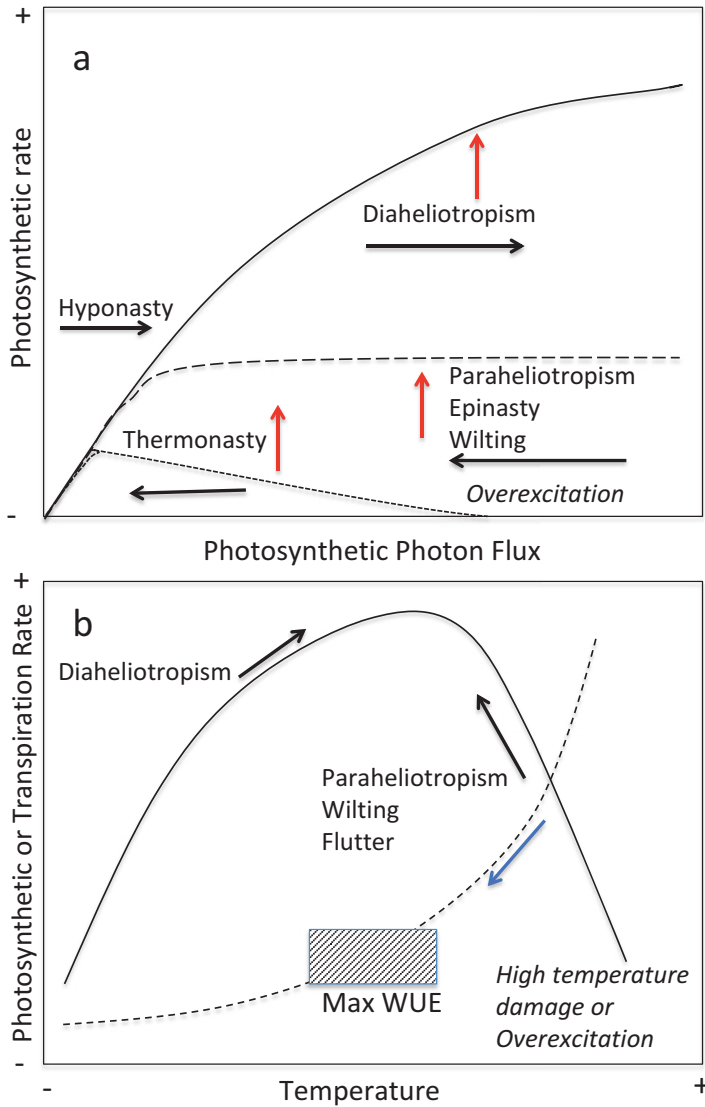 +
a
Photosynthetic rate
Diaheliotropism
Hyponasty
Paraheliotropism
Epinasty
Wilting
Thermonasty
Overexcitation
-
Photosynthetic Photon Flux
+
b
Photosynthetic or Transpiration Rate
Diaheliotropism
Paraheliotropism
Wilting
Flutter
Max WUE
High temperature
damage or
Overexcitation
-
-
Temperature
+